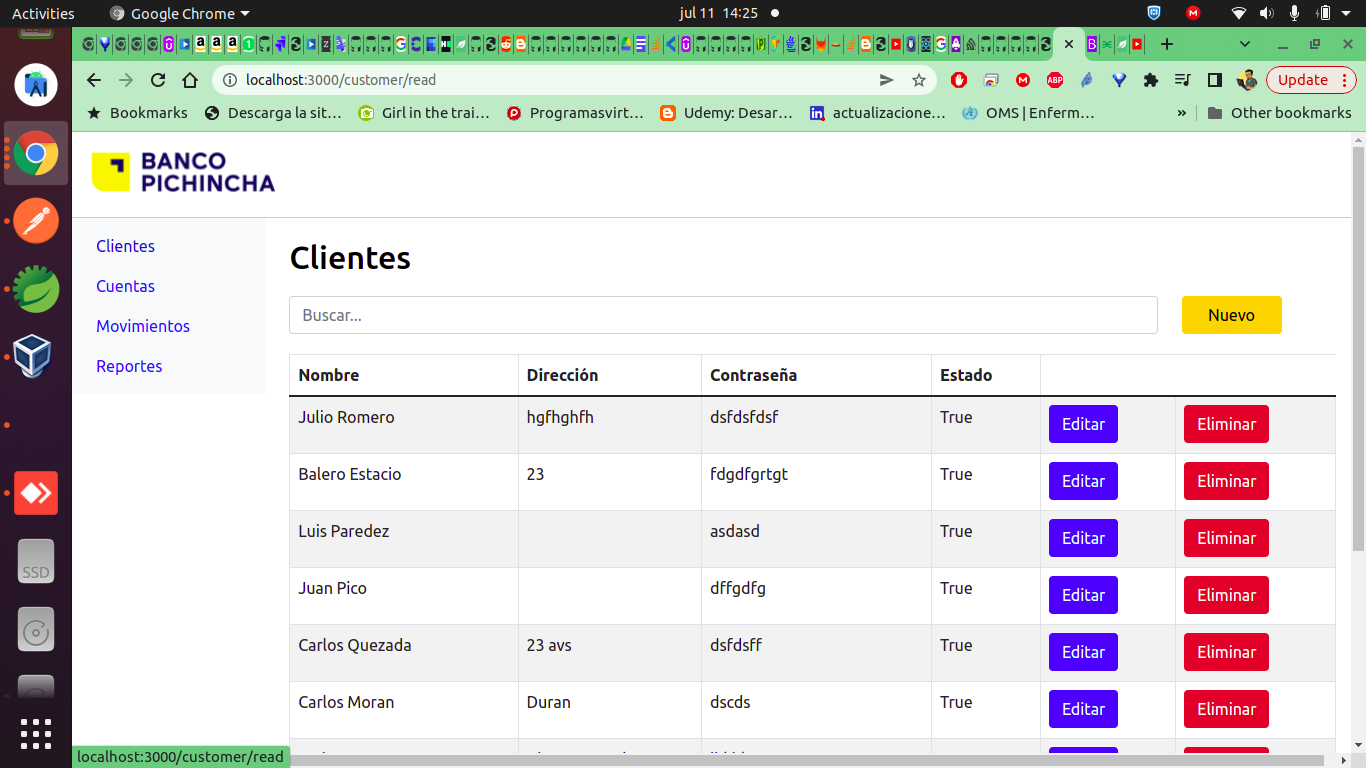 Activities Google Chrome jul 11 14:25
localhost:3000/customer/read Update
Bookmarks Descarga la sit... Girl in the trai... Programasvirt... Udemy: Desar... actualizacione... OMS | Enferm... » Other bookmarks
BANCO
PICHINCHA
Clientes
Cuentas
Movimientos
Reportes
Clientes
Buscar... Nuevo
Nombre Dirección Contraseña Estado
Julio Romero hgfhghfh dsfdsfdsf True Editar Eliminar
Balero Estacio 23 fdgdfgrtgt True Editar Eliminar
Luis Paredez asdasd True Editar Eliminar
Juan Pico dffgdfg True Editar Eliminar
Carlos Quezada 23 avs dsfdsff True Editar Eliminar
Carlos Moran Duran dscds True Editar Eliminar
SSD
localhost:3000/customer/read